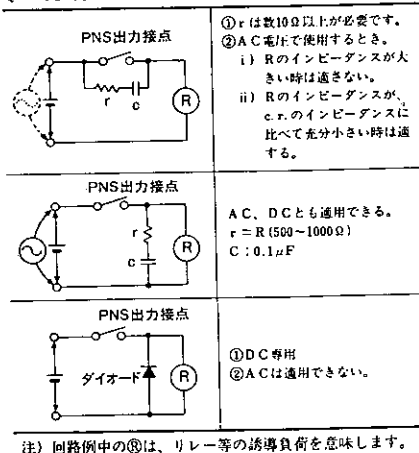 PNS出力接点
r
c
R
①rは数10Ω以上が必要です。
②AC電圧で使用するとき。
i) Rのインピーダンスが大
きい時は適さない。
ii) Rのインピーダンスが、
c.r.のインピーダンスに
比べて充分小さい時は適
する。
PNS出力接点
r
c
R
AC、DCとも適用できる。
r=R(500~1000Ω)
C:0.1μF
PNS出力接点
ダイオード
R
①DC専用
②ACは適用できない。
注)回路例中のⓇは、リレー等の誘導負荷を意味します。